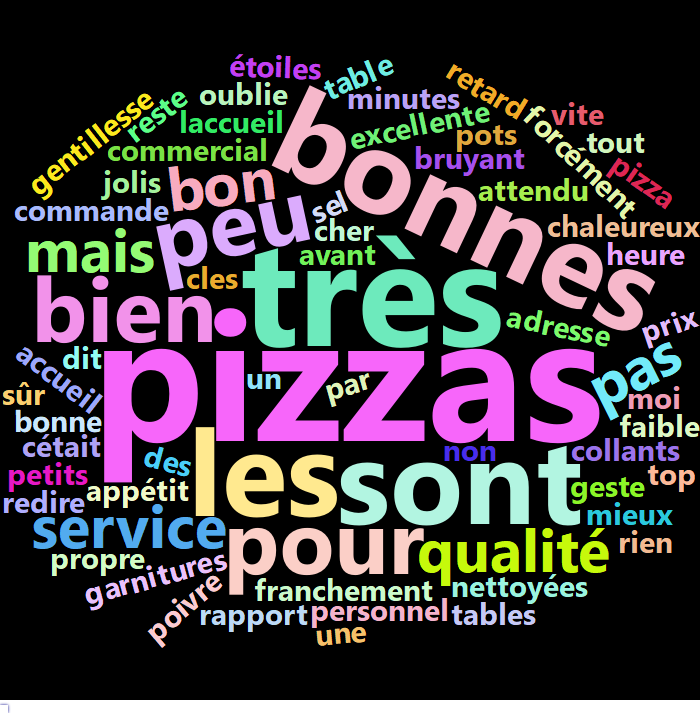 étoiles
table
retard
gentillesse
reste
oublie
minutes
vite
laccueil
excellente
pots
forcément
tout
commercial
bonnes
bruyant
pizza
jolis
bon
attendu
commande
peu
sel
cher
chaleureux
mais
avant
heure
cles
très
bien
adresse
prix
accueil
dit
pizzas
un
par
pas
sûr
moi
bonne
faible
cétait
des
les
non
collants
petits
appétit
sont
geste
top
redire
service
mieux
propre
pour
qualité
rien
garnitures
poivre
franchement
nettoyées
rapport
personnel
tables
une